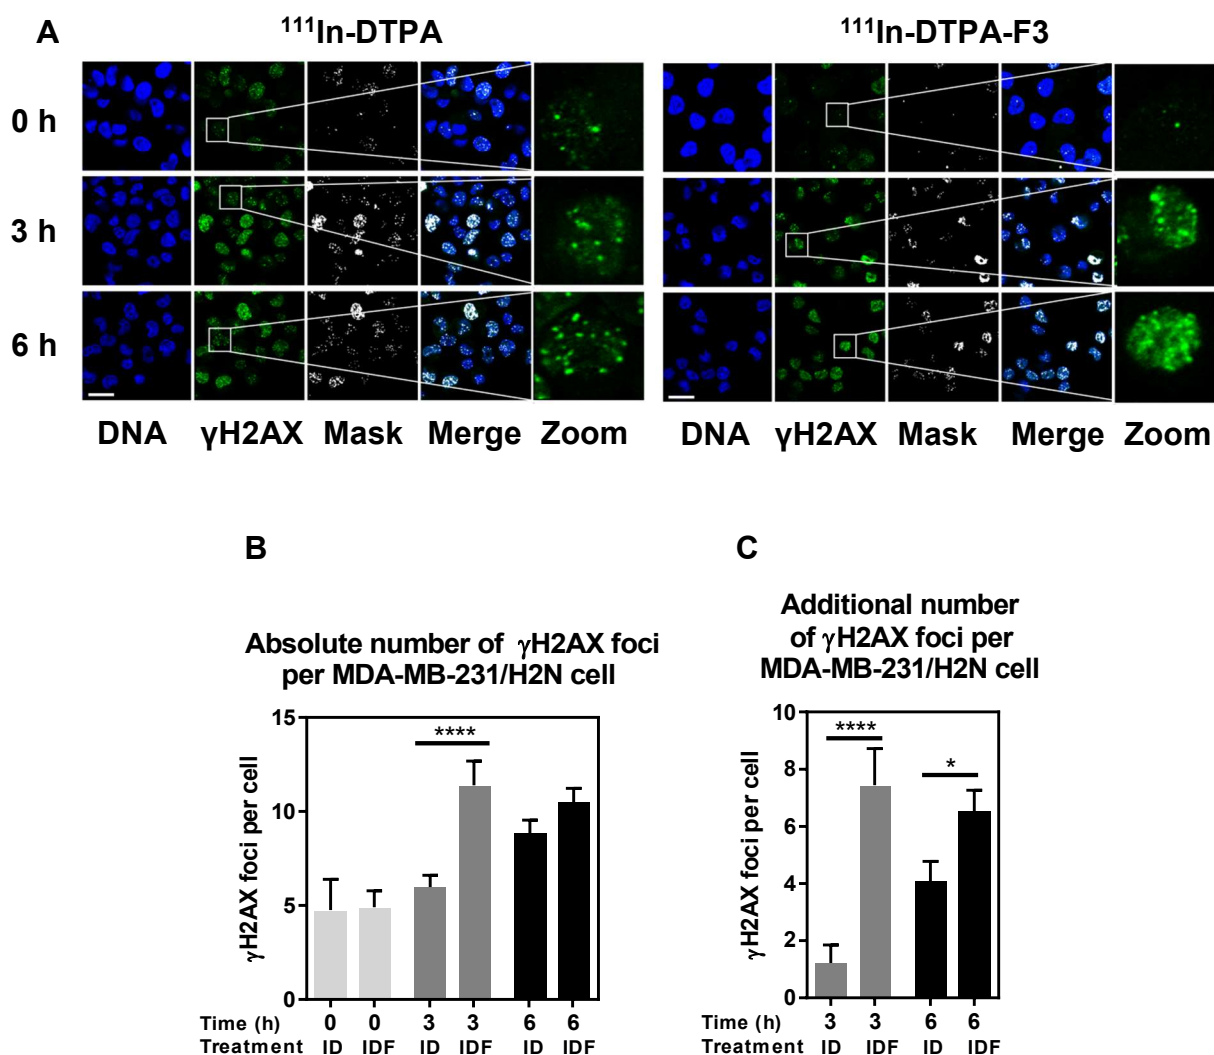 A
¹¹¹In-DTPA
¹¹¹In-DTPA-F3
0 h
3 h
6 h
DNA γH2AX Mask Merge Zoom
DNA γH2AX Mask Merge Zoom
B
Absolute number of γH2AX foci
per MDA-MB-231/H2N cell
γH2AX foci per cell
15
10
5
0
****
Time (h) 0 0 3 3 6 6
Treatment ID IDF ID IDF ID IDF
C
Additional number
of γH2AX foci per
MDA-MB-231/H2N cell
γH2AX foci per cell
10
8
6
4
2
0
****
*
Time (h) 3 3 6 6
Treatment ID IDF ID IDF